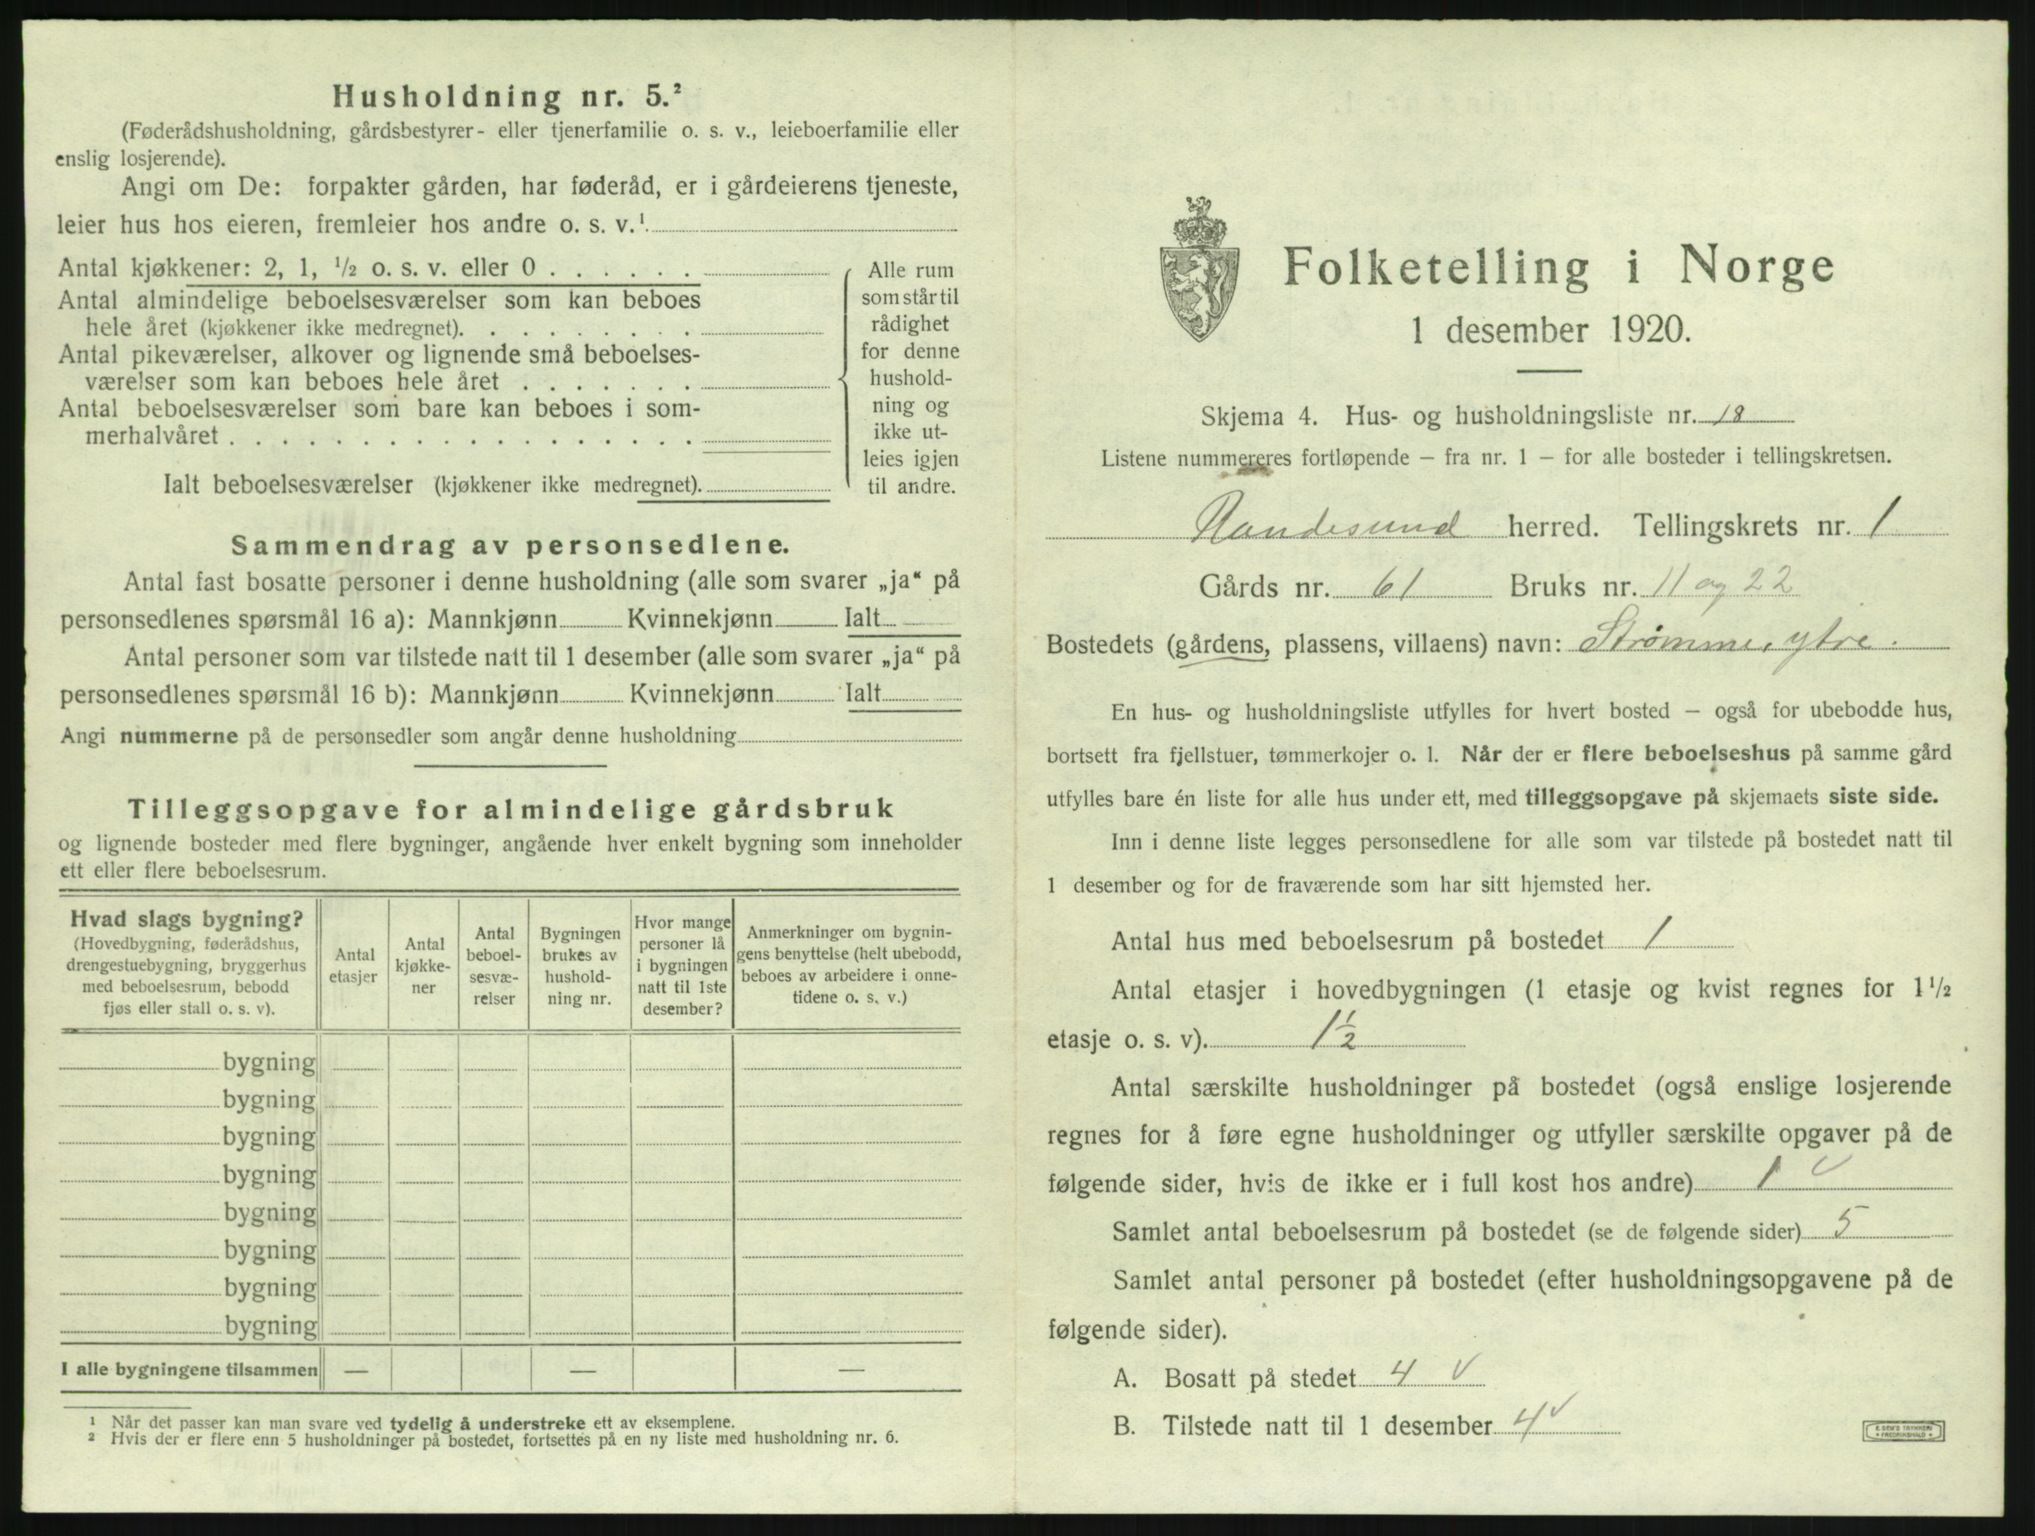 Husholdning nr. 5.²
(Føderådshusholdning, gårdsbestyrer- eller tjenerfamilie o. s. v., leieboerfamilie eller
enslig losjerende).
Angi om De: forpakter gården, har føderåd, er i gårdeierens tjeneste,
leier hus hos eieren, fremleier hos andre o. s. v.¹
Antal kjøkkener: 2, 1, ½ o. s. v. eller 0 . . . . . .
Antal almindelige beboelsesværelser som kan beboes
hele året (kjøkkener ikke medregnet). . . . . . . . .
Antal pikeværelser, alkover og lignende små beboelses-
værelser som kan beboes hele året . . . . . . .
Antal beboelsesværelser som bare kan beboes i som-
merhalvåret . . . . . . . . . . . . . . . . . .
Ialt beboelsesværelser (kjøkkener ikke medregnet).
Alle rum
som står til
rådighet
for denne
hushold-
ning og
ikke ut-
leies igjen
til andre.
Sammendrag av personsedlene.
Antal fast bosatte personer i denne husholdning (alle som svarer „ja“ på
personsedlenes spørsmål 16 a): Mannkjønn Kvinnekjønn Ialt
Antal personer som var tilstede natt til 1 desember (alle som svarer „ja“ på
personsedlenes spørsmål 16 b): Mannkjønn Kvinnekjønn Ialt
Angi nummerne på de personsedler som angår denne husholdning
Tilleggsopgave for almindelige gårdsbruk
og lignende bosteder med flere bygninger, angående hver enkelt bygning som inneholder
ett eller flere beboelsesrum.
Hvad slags bygning?
(Hovedbygning, føderådshus,
drengestuebygning, bryggerhus
med beboelsesrum, bebodd
fjøs eller stall o. s. v).
Antal
etasjer
Antal
kjøkke-
ner
Antal
beboel-
sesvæ-
relser
Bygningen
brukes av
hushold-
ning nr.
Hvor mange
personer lå
i bygningen
natt til 1ste
desember?
Anmerkninger om bygnin-
gens benyttelse (helt ubebodd,
beboes av arbeidere i onne-
tidene o. s. v.)
bygning
bygning
bygning
bygning
bygning
bygning
bygning
bygning
I alle bygningene tilsammen — — —
¹ Når det passer kan man svare ved tydelig å understreke ett av eksemplene.
² Hvis der er flere enn 5 husholdninger på bostedet, fortsettes på en ny liste med husholdning nr. 6.
Folketelling i Norge
1 desember 1920.
Skjema 4. Hus- og husholdningsliste nr. 18
Listene nummereres fortløpende — fra nr. 1 — for alle bosteder i tellingskretsen.
Randesund herred. Tellingskrets nr. 1
Gårds nr. 61 Bruks nr. 11 og 22
Bostedets (gårdens, plassens, villaens) navn: Strømme, ytre.
En hus- og husholdningsliste utfylles for hvert bosted — også for ubebodde hus,
bortsett fra fjellstuer, tømmerkojer o. l. Når der er flere beboelseshus på samme gård
utfylles bare én liste for alle hus under ett, med tilleggsopgave på skjemaets siste side.
Inn i denne liste legges personsedlene for alle som var tilstede på bostedet natt til
1 desember og for de fraværende som har sitt hjemsted her.
Antal hus med beboelsesrum på bostedet 1
Antal etasjer i hovedbygningen (1 etasje og kvist regnes for 1½
etasje o. s. v). 1½
Antal særskilte husholdninger på bostedet (også enslige losjerende
regnes for å føre egne husholdninger og utfyller særskilte opgaver på de
følgende sider, hvis de ikke er i full kost hos andre) 1 v
Samlet antal beboelsesrum på bostedet (se de følgende sider) 5
Samlet antal personer på bostedet (efter husholdningsopgavene på de
følgende sider).
A. Bosatt på stedet 4 v
B. Tilstede natt til 1 desember 4 v